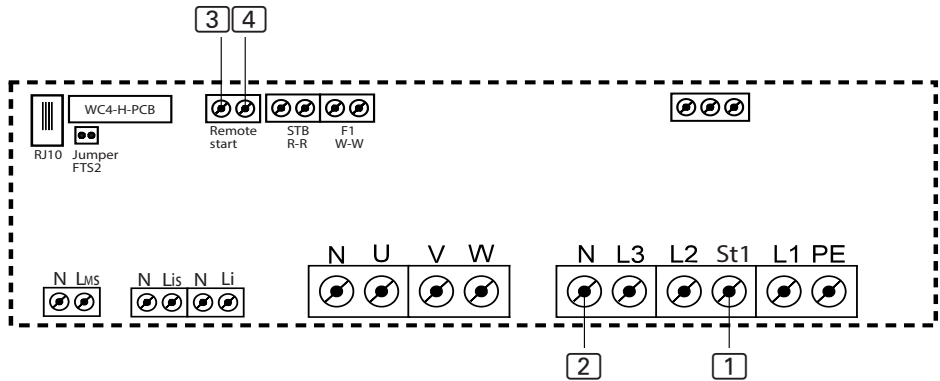 3 4
WC4-H-PCB
RJ10
Jumper
FTS2
Remote
start
STB
R-R
F1
W-W
N LMS
N Lis N Li
N U V W
N L3 L2 St1 L1 PE
2 1